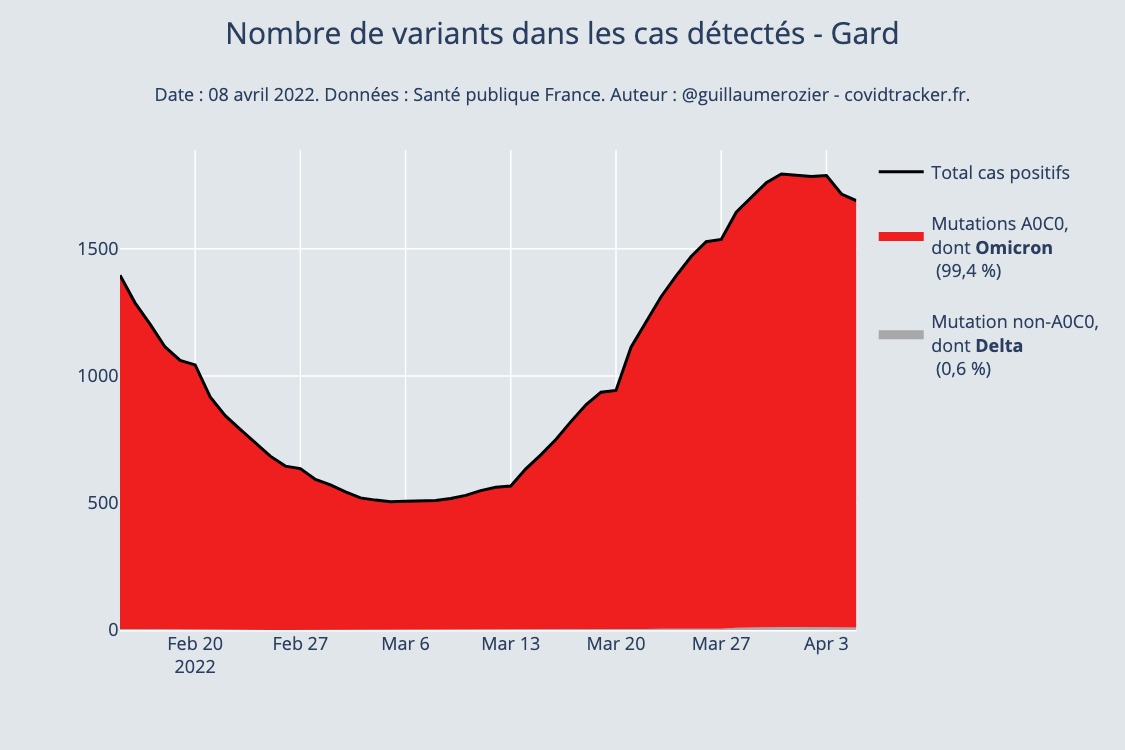 Nombre de variants dans les cas détectés - Gard
Date : 08 avril 2022. Données : Santé publique France. Auteur : @guillaumerozier - covidtracker.fr.
Total cas positifs
Mutations A0C0,
dont Omicron
(99,4 %)
Mutation non-A0C0,
dont Delta
(0,6 %)
1500
1000
500
0
Feb 20 Feb 27 Mar 6 Mar 13 Mar 20 Mar 27 Apr 3
2022